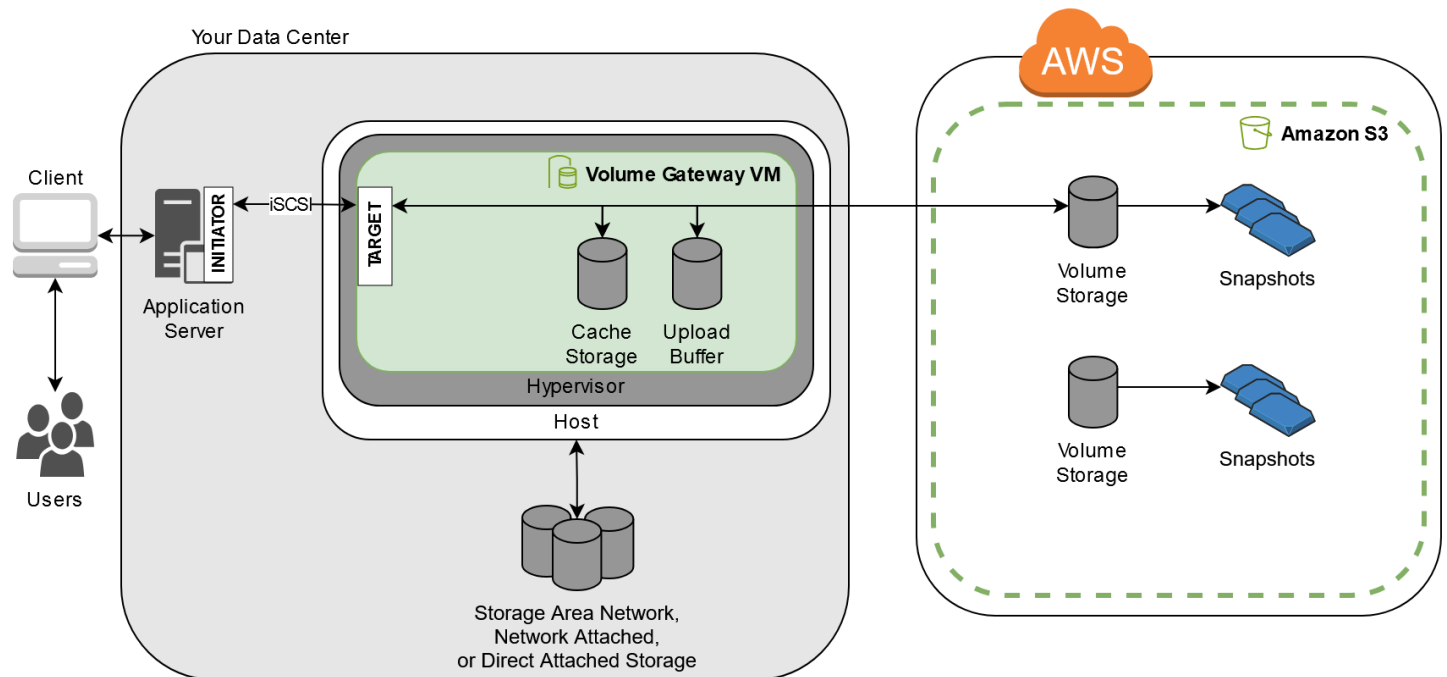 Your Data Center
AWS
Amazon S3
Client
Volume Gateway VM
INITIATOR
iSCSI
TARGET
Application
Server
Cache
Storage
Upload
Buffer
Hypervisor
Host
Users
Storage Area Network,
Network Attached,
or Direct Attached Storage
Volume
Storage
Snapshots
Volume
Storage
Snapshots